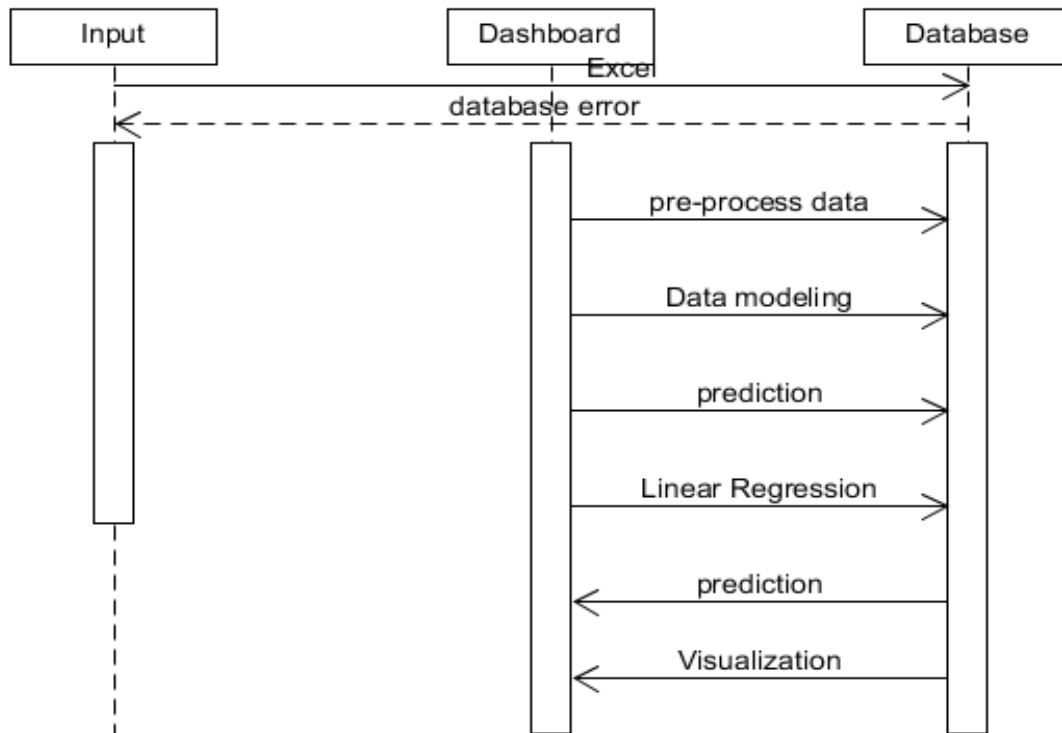 Input
Dashboard
Database
Excel
database error
pre-process data
Data modeling
prediction
Linear Regression
prediction
Visualization